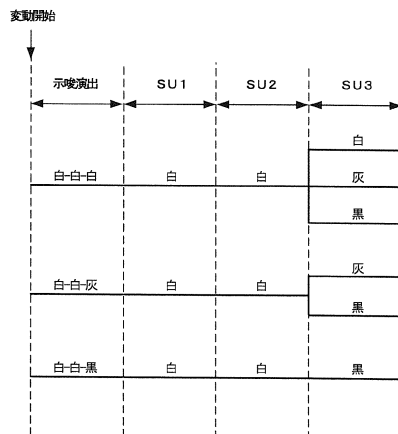 変動開始
示唆演出 SU1 SU2 SU3
白
白-白-白 白 白 灰
黒
灰
白-白-灰 白 白
黒
白-白-黒 白 白 黒